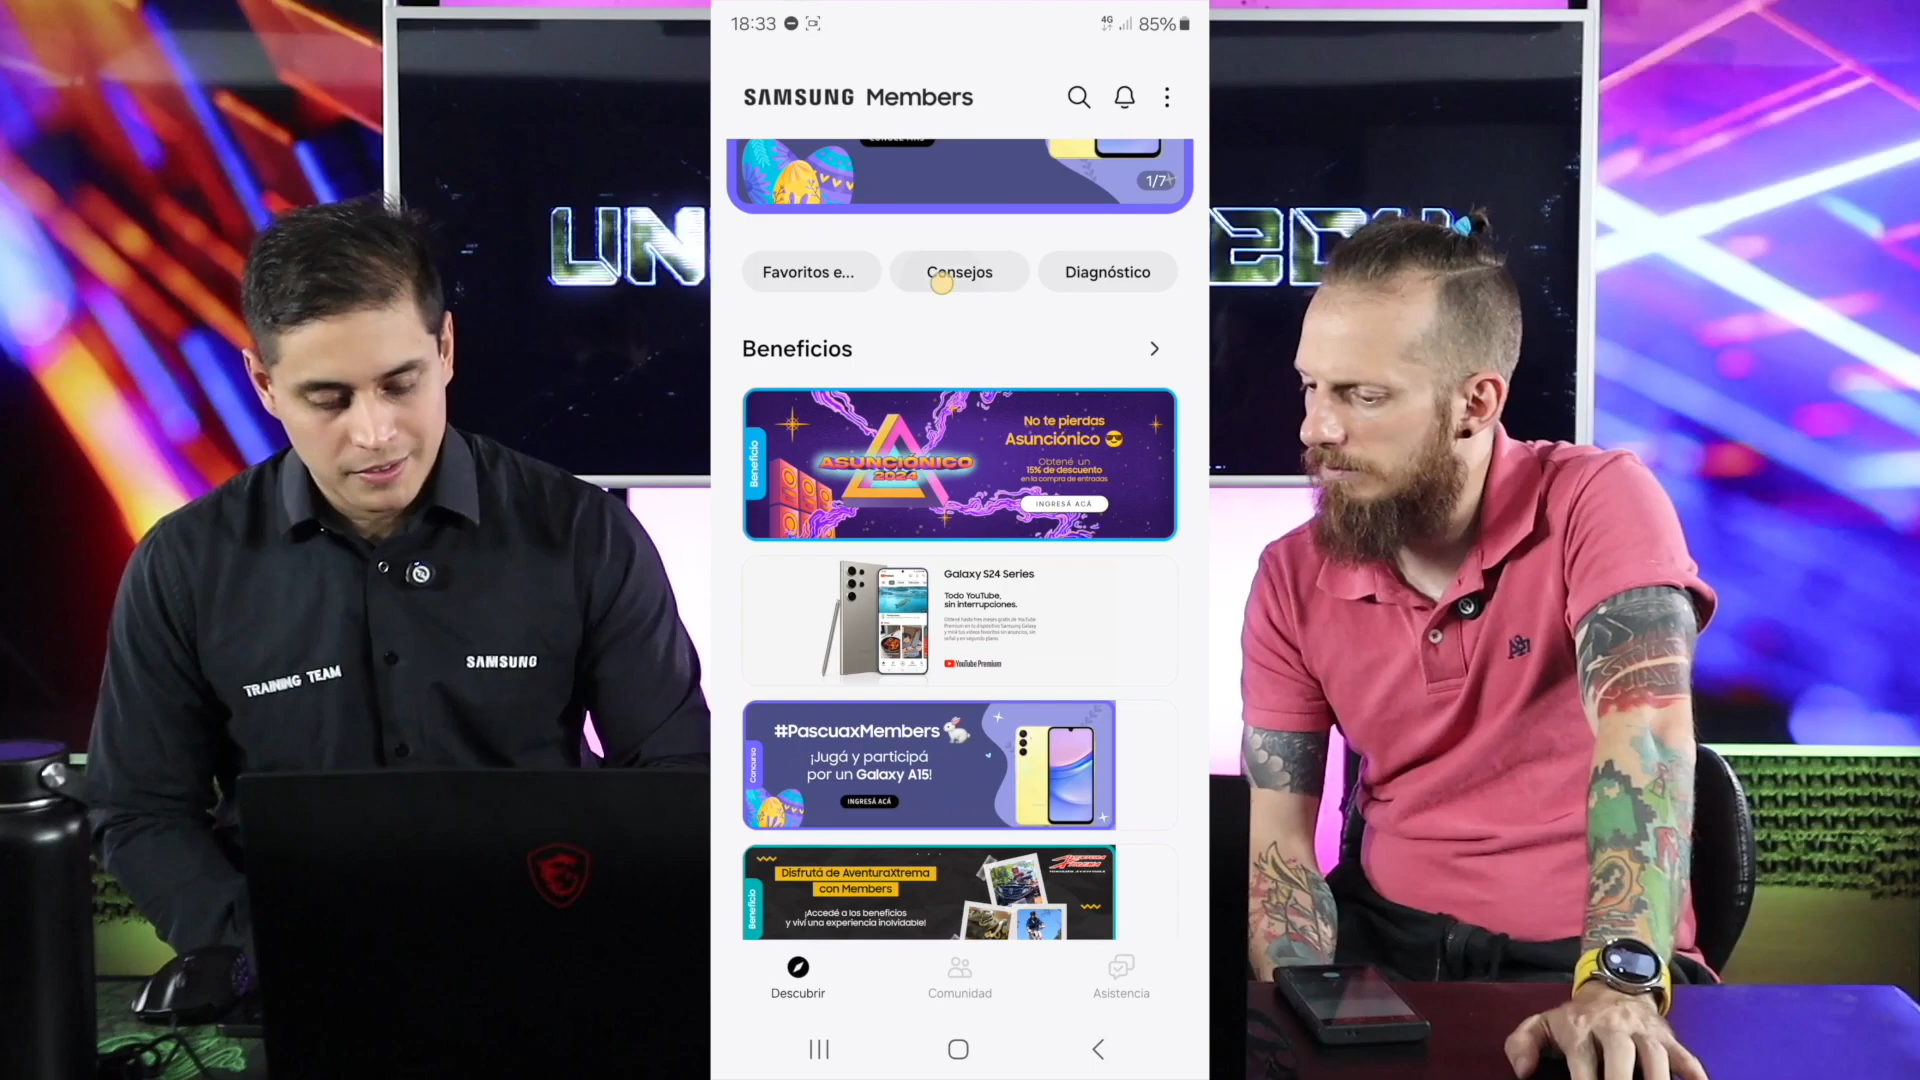 18:33
4G
85%
SAMSUNG Members
1/7
Favoritos e...
Consejos
Diagnóstico
Beneficios
Beneficio
ASUNCIÓNICO
2024
No te pierdas
Asunciónico
Obtené un
15% de descuento
en la compra de entradas
INGRESÁ ACÁ
Galaxy S24 Series
Todo YouTube,
sin interrupciones.
YouTube Premium
Concurso
#PascuaxMembers
¡Jugá y participá
por un Galaxy A15!
INGRESÁ ACÁ
Beneficio
Disfrutá de AventuraXtrema
con Members
¡Accedé a los beneficios
y viví una experiencia inolvidable!
Descubrir
Comunidad
Asistencia
UN
TRAINING TEAM
SAMSUNG